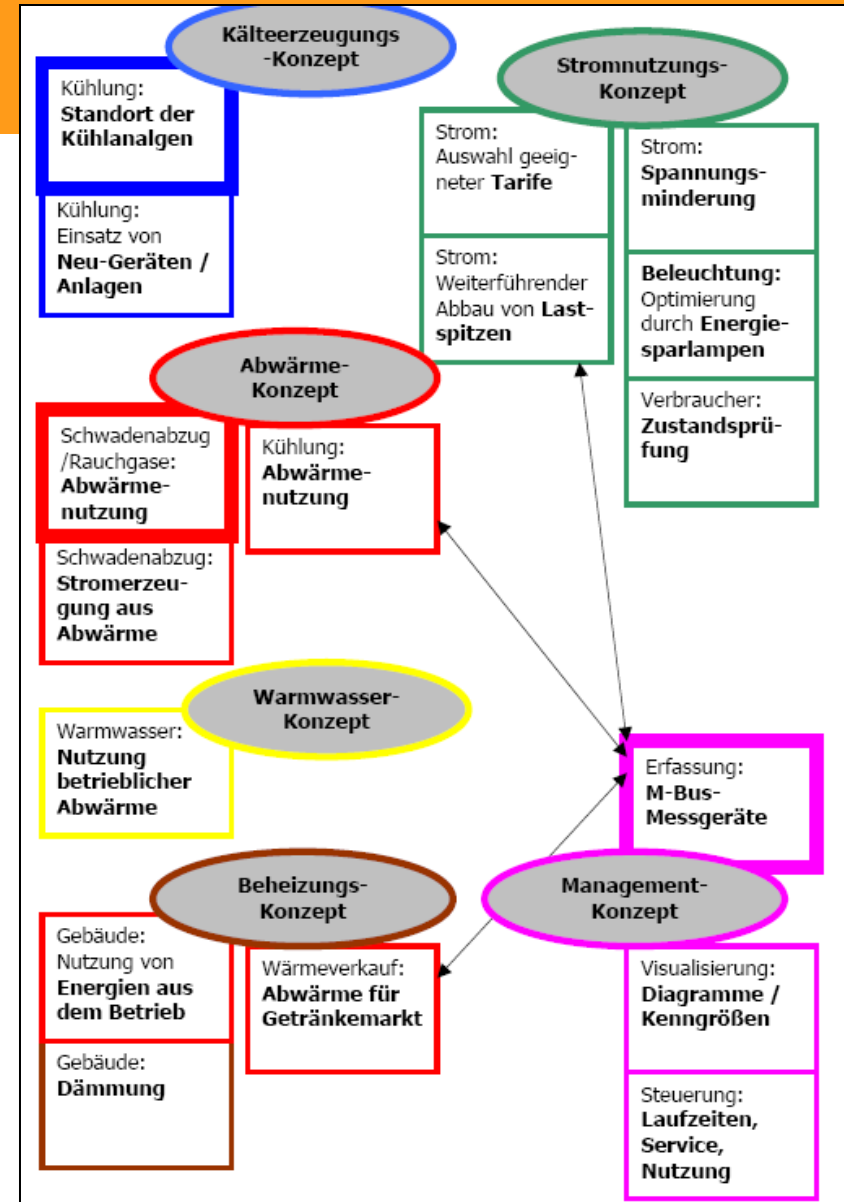 Kälteerzeugungs
-Konzept
Kühlung:
Standort der
Kühlanalgen
Kühlung:
Einsatz von
Neu-Geräten /
Anlagen
Stromnutzungs-
Konzept
Strom:
Auswahl geeig-
neter Tarife
Strom:
Weiterführender
Abbau von Last-
spitzen
Strom:
Spannungs-
minderung
Beleuchtung:
Optimierung
durch Energie-
sparlampen
Verbraucher:
Zustandsprü-
fung
Abwärme-
Konzept
Schwadenabzug
/Rauchgase:
Abwärme-
nutzung
Schwadenabzug:
Stromerzeu-
gung aus
Abwärme
Kühlung:
Abwärme-
nutzung
Warmwasser-
Konzept
Warmwasser:
Nutzung
betrieblicher
Abwärme
Erfassung:
M-Bus-
Messgeräte
Beheizungs-
Konzept
Gebäude:
Nutzung von
Energien aus
dem Betrieb
Gebäude:
Dämmung
Wärmeverkauf:
Abwärme für
Getränkemarkt
Management-
Konzept
Visualisierung:
Diagramme /
Kenngrößen
Steuerung:
Laufzeiten,
Service,
Nutzung